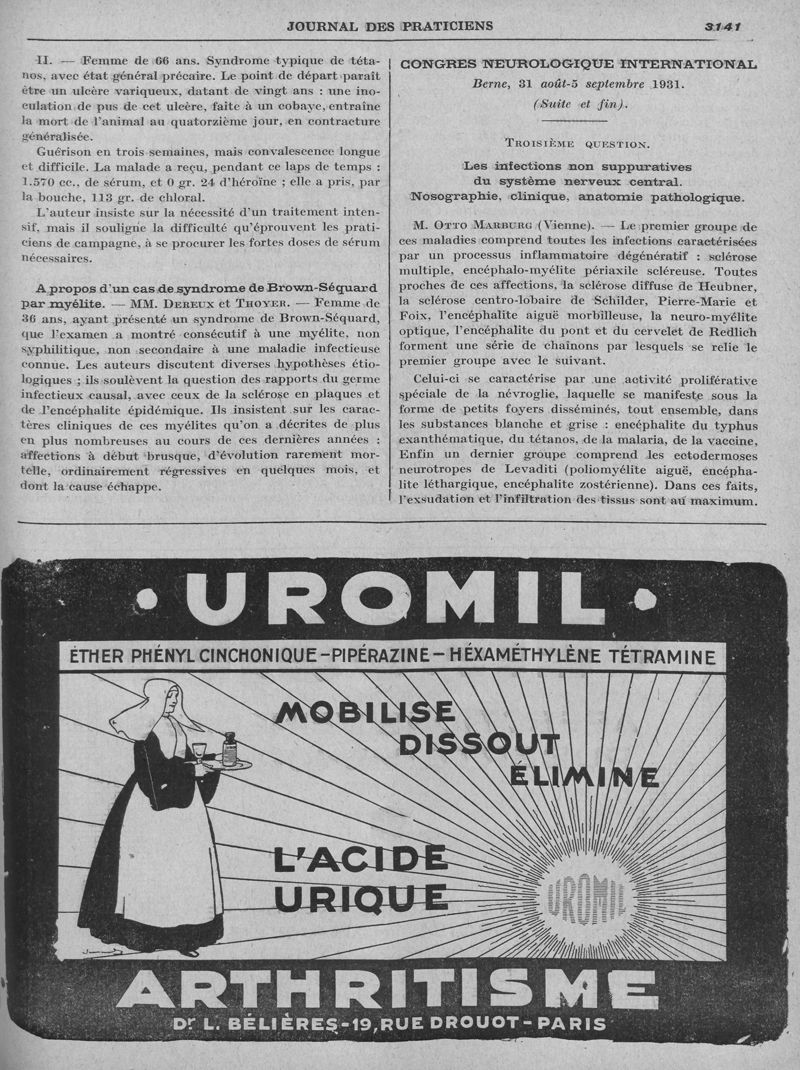 JOURNAL DES PRATICIENS
3141
II. — Femme de 66 ans. Syndrome typique de téta-
nos, avec état général précaire. Le point de départ paraît
être un ulcère variqueux, datant de vingt ans : une ino-
culation de pus de cet ulcère, faite à un cobaye, entraîne
la mort de l'animal au quatorzième jour, en contracture
généralisée.
Guérison en trois semaines, mais convalescence longue
et difficile. La malade a reçu, pendant ce laps de temps :
1.570 cc., de sérum, et 0 gr. 24 d'héroïne ; elle a pris, par
la bouche, 113 gr. de chloral.
L'auteur insiste sur la nécessité d'un traitement inten-
sif, mais il souligne la difficulté qu'éprouvent les prati-
ciens de campagne, à se procurer les fortes doses de sérum
nécessaires.
A propos d'un cas de syndrome de Brown-Séquard
par myélite. — MM. DEREUX et THOYER. — Femme de
36 ans, ayant présenté un syndrome de Brown-Séquard,
que l'examen a montré consécutif à une myélite, non
syphilitique, non secondaire à une maladie infectieuse
connue. Les auteurs discutent diverses hypothèses étio-
logiques ; ils soulèvent la question des rapports du germe
infectieux causal, avec ceux de la sclérose en plaques et
de l'encéphalite épidémique. Ils insistent sur les carac-
tères cliniques de ces myélites qu'on a décrites de plus
en plus nombreuses au cours de ces dernières années :
affections à début brusque, d'évolution rarement mor-
telle, ordinairement régressives en quelques mois, et
dont la cause échappe.
CONGRES NEUROLOGIQUE INTERNATIONAL
Berne, 31 août-5 septembre 1931.
(Suite et fin).
TROISIÈME QUESTION.
Les infections non suppuratives
du système nerveux central.
Nosographie, clinique, anatomie pathologique.
M. OTTO MARBURG (Vienne). — Le premier groupe de
ces maladies comprend toutes les infections caractérisées
par un processus inflammatoire dégénératif : sclérose
multiple, encéphalo-myélite périaxile scléreuse. Toutes
proches de ces affections, la sclérose diffuse de Heubner,
la sclérose centro-lobaire de Schilder, Pierre-Marie et
Foix, l'encéphalite aiguë morbilleuse, la neuro-myélite
optique, l'encéphalite du pont et du cervelet de Redlich
forment une série de chaînons par lesquels se relie le
premier groupe avec le suivant.
Celui-ci se caractérise par une activité proliférative
spéciale de la névroglie, laquelle se manifeste sous la
forme de petits foyers disséminés, tout ensemble, dans
les substances blanche et grise : encéphalite du typhus
exanthématique, du tétanos, de la malaria, de la vaccine,
Enfin un dernier groupe comprend les ectodermoses
neurotropes de Levaditi (poliomyélite aiguë, encépha-
lite léthargique, encéphalite zostérienne). Dans ces faits,
l'exsudation et l'infiltration des tissus sont au maximum.
• UROMIL •
ÉTHER PHÉNYL CINCHONIQUE – PIPÉRAZINE – HÉXAMÉTHYLÈNE TÉTRAMINE
MOBILISE
DISSOUT
ÉLIMINE
L'ACIDE
URIQUE
UROMIL
ARTHRITISME
Dr L. BÉLIÈRES-19, RUE DROUOT-PARIS